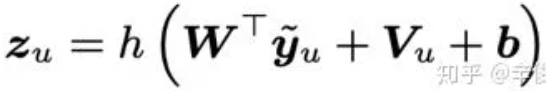 z_u = h(W^⊤ ỹ_u + V_u + b)
知乎 @